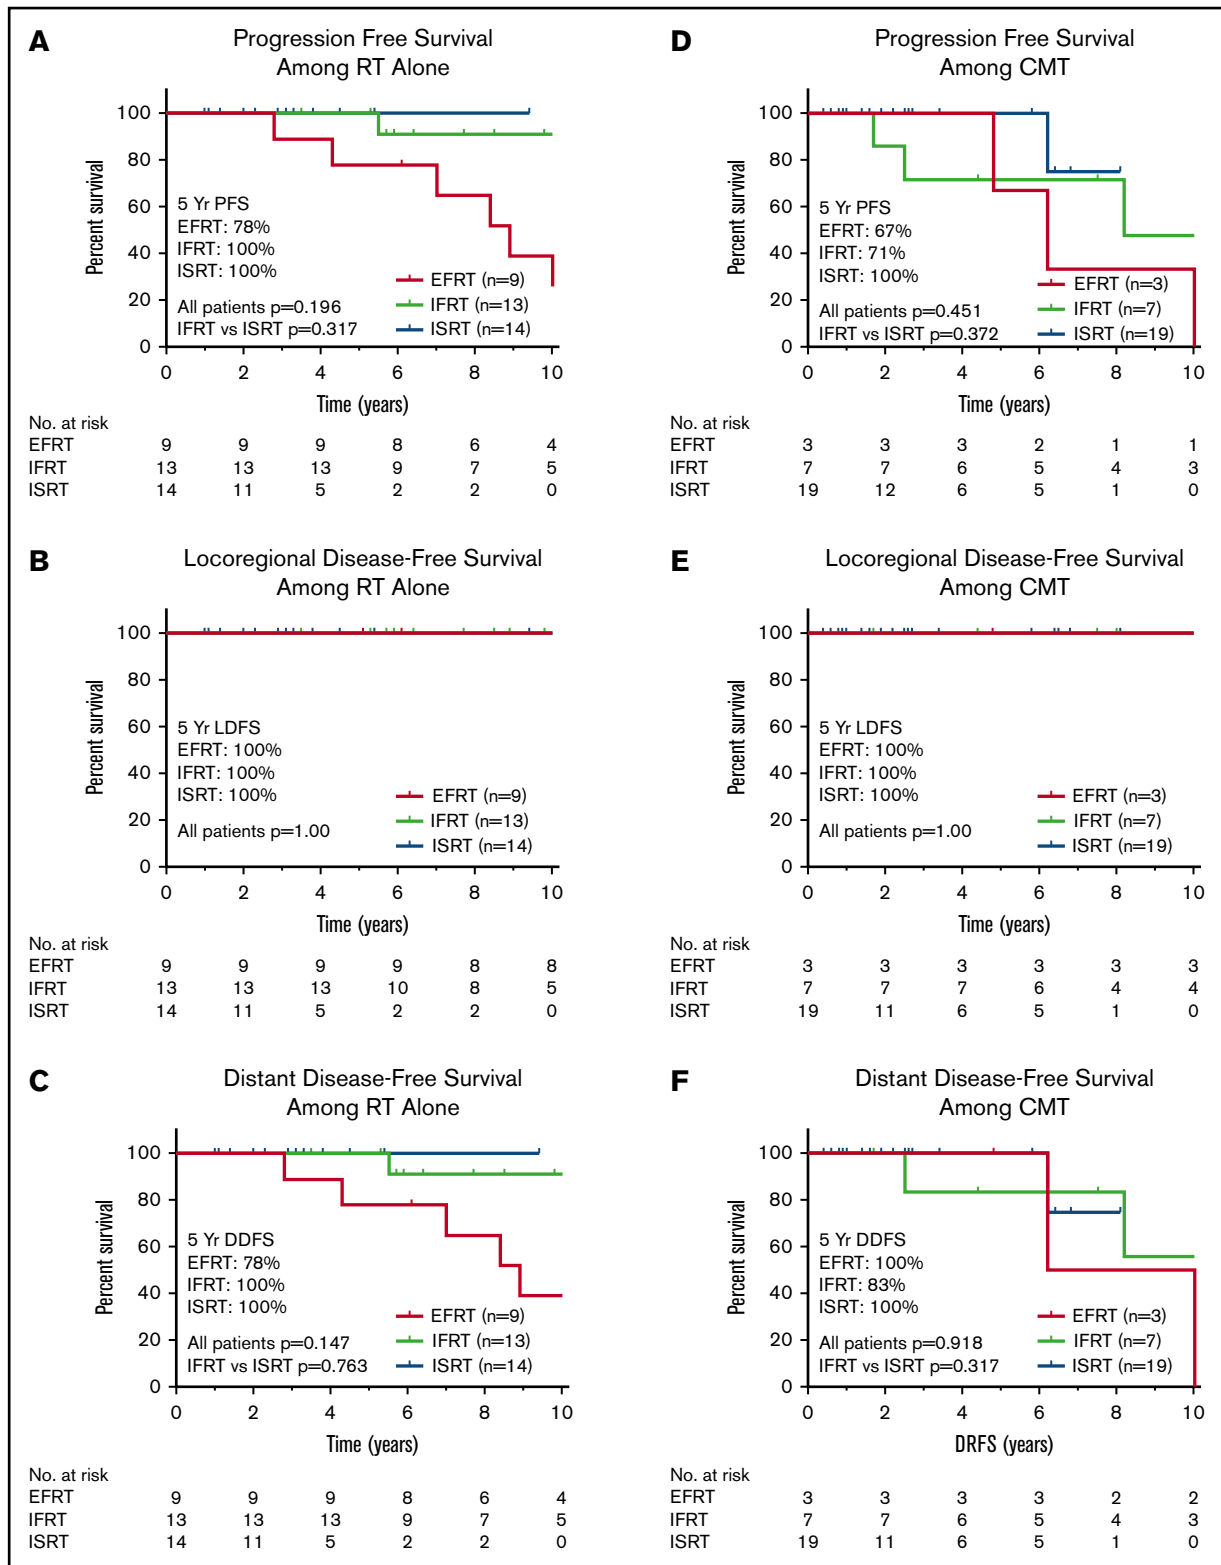 A
Progression Free Survival
Among RT Alone
Percent survival
100
80
60
40
20
0
5 Yr PFS
EFRT: 78%
IFRT: 100%
ISRT: 100%
All patients p=0.196
IFRT vs ISRT p=0.317
EFRT (n=9)
IFRT (n=13)
ISRT (n=14)
0 2 4 6 8 10
Time (years)
No. at risk
EFRT 9 9 9 8 6 4
IFRT 13 13 13 9 7 5
ISRT 14 11 5 2 2 0
B
Locoregional Disease-Free Survival
Among RT Alone
Percent survival
100
80
60
40
20
0
5 Yr LDFS
EFRT: 100%
IFRT: 100%
ISRT: 100%
All patients p=1.00
EFRT (n=9)
IFRT (n=13)
ISRT (n=14)
0 2 4 6 8 10
Time (years)
No. at risk
EFRT 9 9 9 9 8 8
IFRT 13 13 13 10 8 5
ISRT 14 11 5 2 2 0
C
Distant Disease-Free Survival
Among RT Alone
Percent survival
100
80
60
40
20
0
5 Yr DDFS
EFRT: 78%
IFRT: 100%
ISRT: 100%
All patients p=0.147
IFRT vs ISRT p=0.763
EFRT (n=9)
IFRT (n=13)
ISRT (n=14)
0 2 4 6 8 10
Time (years)
No. at risk
EFRT 9 9 9 8 6 4
IFRT 13 13 13 9 7 5
ISRT 14 11 5 2 2 0
D
Progression Free Survival
Among CMT
Percent survival
100
80
60
40
20
0
5 Yr PFS
EFRT: 67%
IFRT: 71%
ISRT: 100%
All patients p=0.451
IFRT vs ISRT p=0.372
EFRT (n=3)
IFRT (n=7)
ISRT (n=19)
0 2 4 6 8 10
Time (years)
No. at risk
EFRT 3 3 3 2 1 1
IFRT 7 7 6 5 4 3
ISRT 19 12 6 5 1 0
E
Locoregional Disease-Free Survival
Among CMT
Percent survival
100
80
60
40
20
0
5 Yr LDFS
EFRT: 100%
IFRT: 100%
ISRT: 100%
All patients p=1.00
EFRT (n=3)
IFRT (n=7)
ISRT (n=19)
0 2 4 6 8 10
Time (years)
No. at risk
EFRT 3 3 3 3 3 3
IFRT 7 7 7 6 4 4
ISRT 19 11 6 5 1 0
F
Distant Disease-Free Survival
Among CMT
Percent survival
100
80
60
40
20
0
5 Yr DDFS
EFRT: 100%
IFRT: 83%
ISRT: 100%
All patients p=0.918
IFRT vs ISRT p=0.317
EFRT (n=3)
IFRT (n=7)
ISRT (n=19)
0 2 4 6 8 10
DRFS (years)
No. at risk
EFRT 3 3 3 3 2 2
IFRT 7 7 6 5 4 3
ISRT 19 11 6 5 1 0